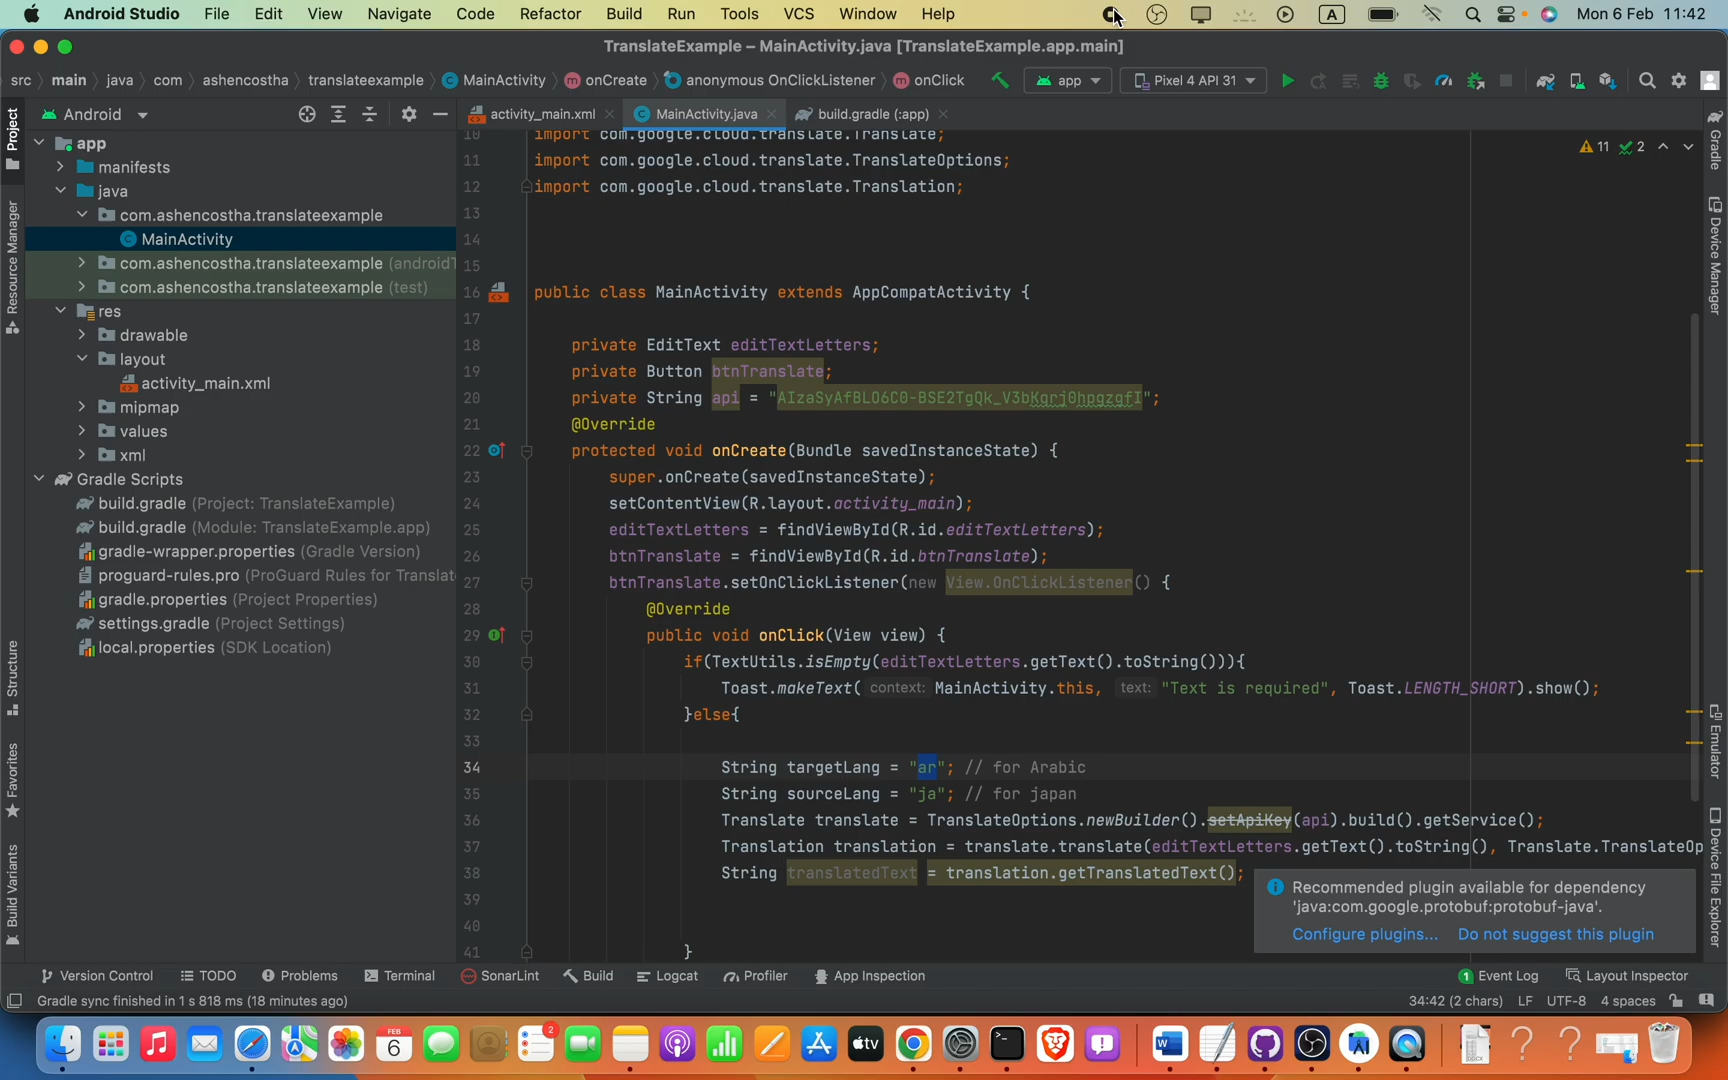 Android Studio File Edit View Navigate Code Refactor Build Run Tools VCS Window Help A Mon 6 Feb 11:42
TranslateExample – MainActivity.java [TranslateExample.app.main]
src main java com ashencostha translateexample MainActivity onCreate anonymous OnClickListener onClick app Pixel 4 API 31
Project
Android
activity_main.xml
MainActivity.java
build.gradle (:app)
Gradle
11 2
app
manifests
java
com.ashencostha.translateexample
MainActivity
com.ashencostha.translateexample
com.ashencostha.translateexample (test)
res
drawable
layout
activity_main.xml
mipmap
values
xml
Gradle Scripts
build.gradle (Project: TranslateExample)
build.gradle (Module: TranslateExample.app)
gradle-wrapper.properties (Gradle Version)
proguard-rules.pro (ProGuard Rules for Translat
gradle.properties (Project Properties)
settings.gradle (Project Settings)
local.properties (SDK Location)
Resource Manager
Structure
Favorites
Build Variants
10 import com.google.cloud.translate.Translate;
11 import com.google.cloud.translate.TranslateOptions;
12 import com.google.cloud.translate.Translation;
13
14
15
16 public class MainActivity extends AppCompatActivity {
17
18 private EditText editTextLetters;
19 private Button btnTranslate;
20 private String api =
21 @Override
22 protected void onCreate(Bundle savedInstanceState) {
23 super.onCreate(savedInstanceState);
24 setContentView(R.layout.activity_main);
25 editTextLetters = findViewById(R.id.editTextLetters);
26 btnTranslate = findViewById(R.id.btnTranslate);
27 btnTranslate.setOnClickListener(new View.OnClickListener() {
28 @Override
29 public void onClick(View view) {
30 if(TextUtils.isEmpty(editTextLetters.getText().toString())){
31 Toast.makeText( context: MainActivity.this, text: "Text is required", Toast.LENGTH_SHORT).show();
32 }else{
33
34 String targetLang = "ar"; // for Arabic
35 String sourceLang = "ja"; // for japan
36 Translate translate = TranslateOptions.newBuilder().setApiKey(api).build().getService();
37 Translation translation = translate.translate(editTextLetters.getText().toString(), Translate.TranslateOp
38 String translatedText = translation.getTranslatedText();
39
40
41 }
Device Manager
Emulator
Device File Explorer
Recommended plugin available for dependency
'java:com.google.protobuf:protobuf-java'.
Configure plugins... Do not suggest this plugin
Version Control TODO Problems Terminal SonarLint Build Logcat Profiler App Inspection 1 Event Log Layout Inspector
Gradle sync finished in 1 s 818 ms (18 minutes ago) 34:42 (2 chars) LF UTF-8 4 spaces
FEB
6
2
tv
W
DOCX